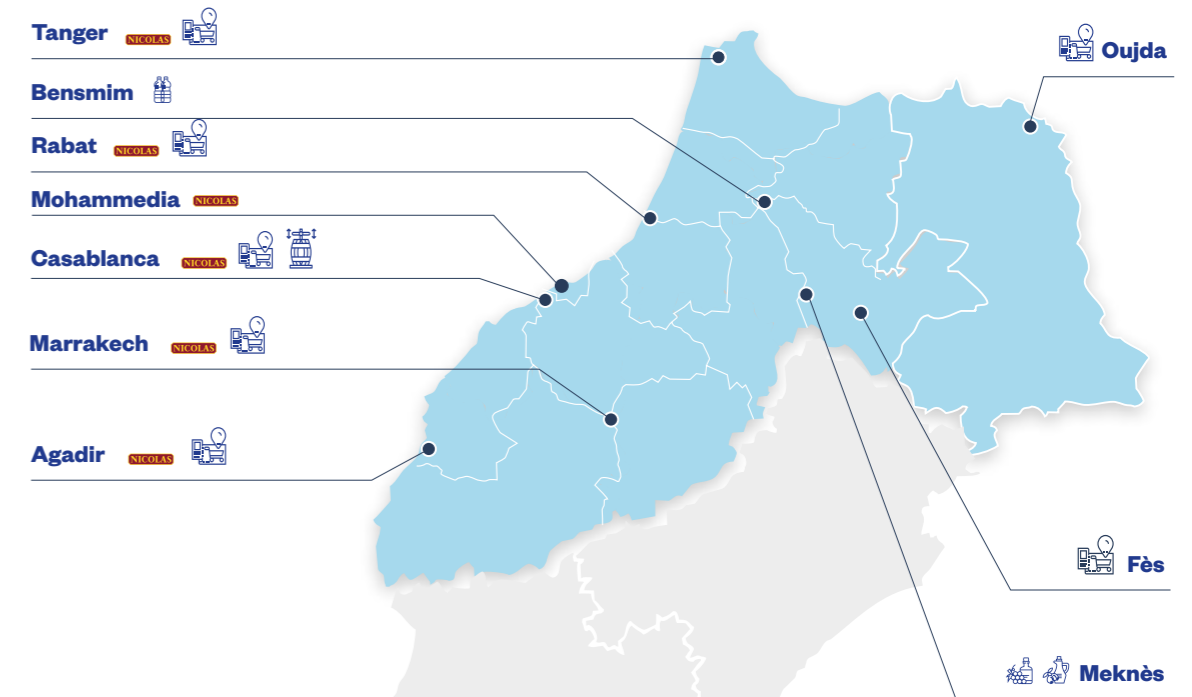 Tanger NICOLAS
Oujda
Bensmim
Rabat NICOLAS
Mohammedia NICOLAS
Casablanca NICOLAS
Marrakech NICOLAS
Agadir NICOLAS
Fès
Meknès